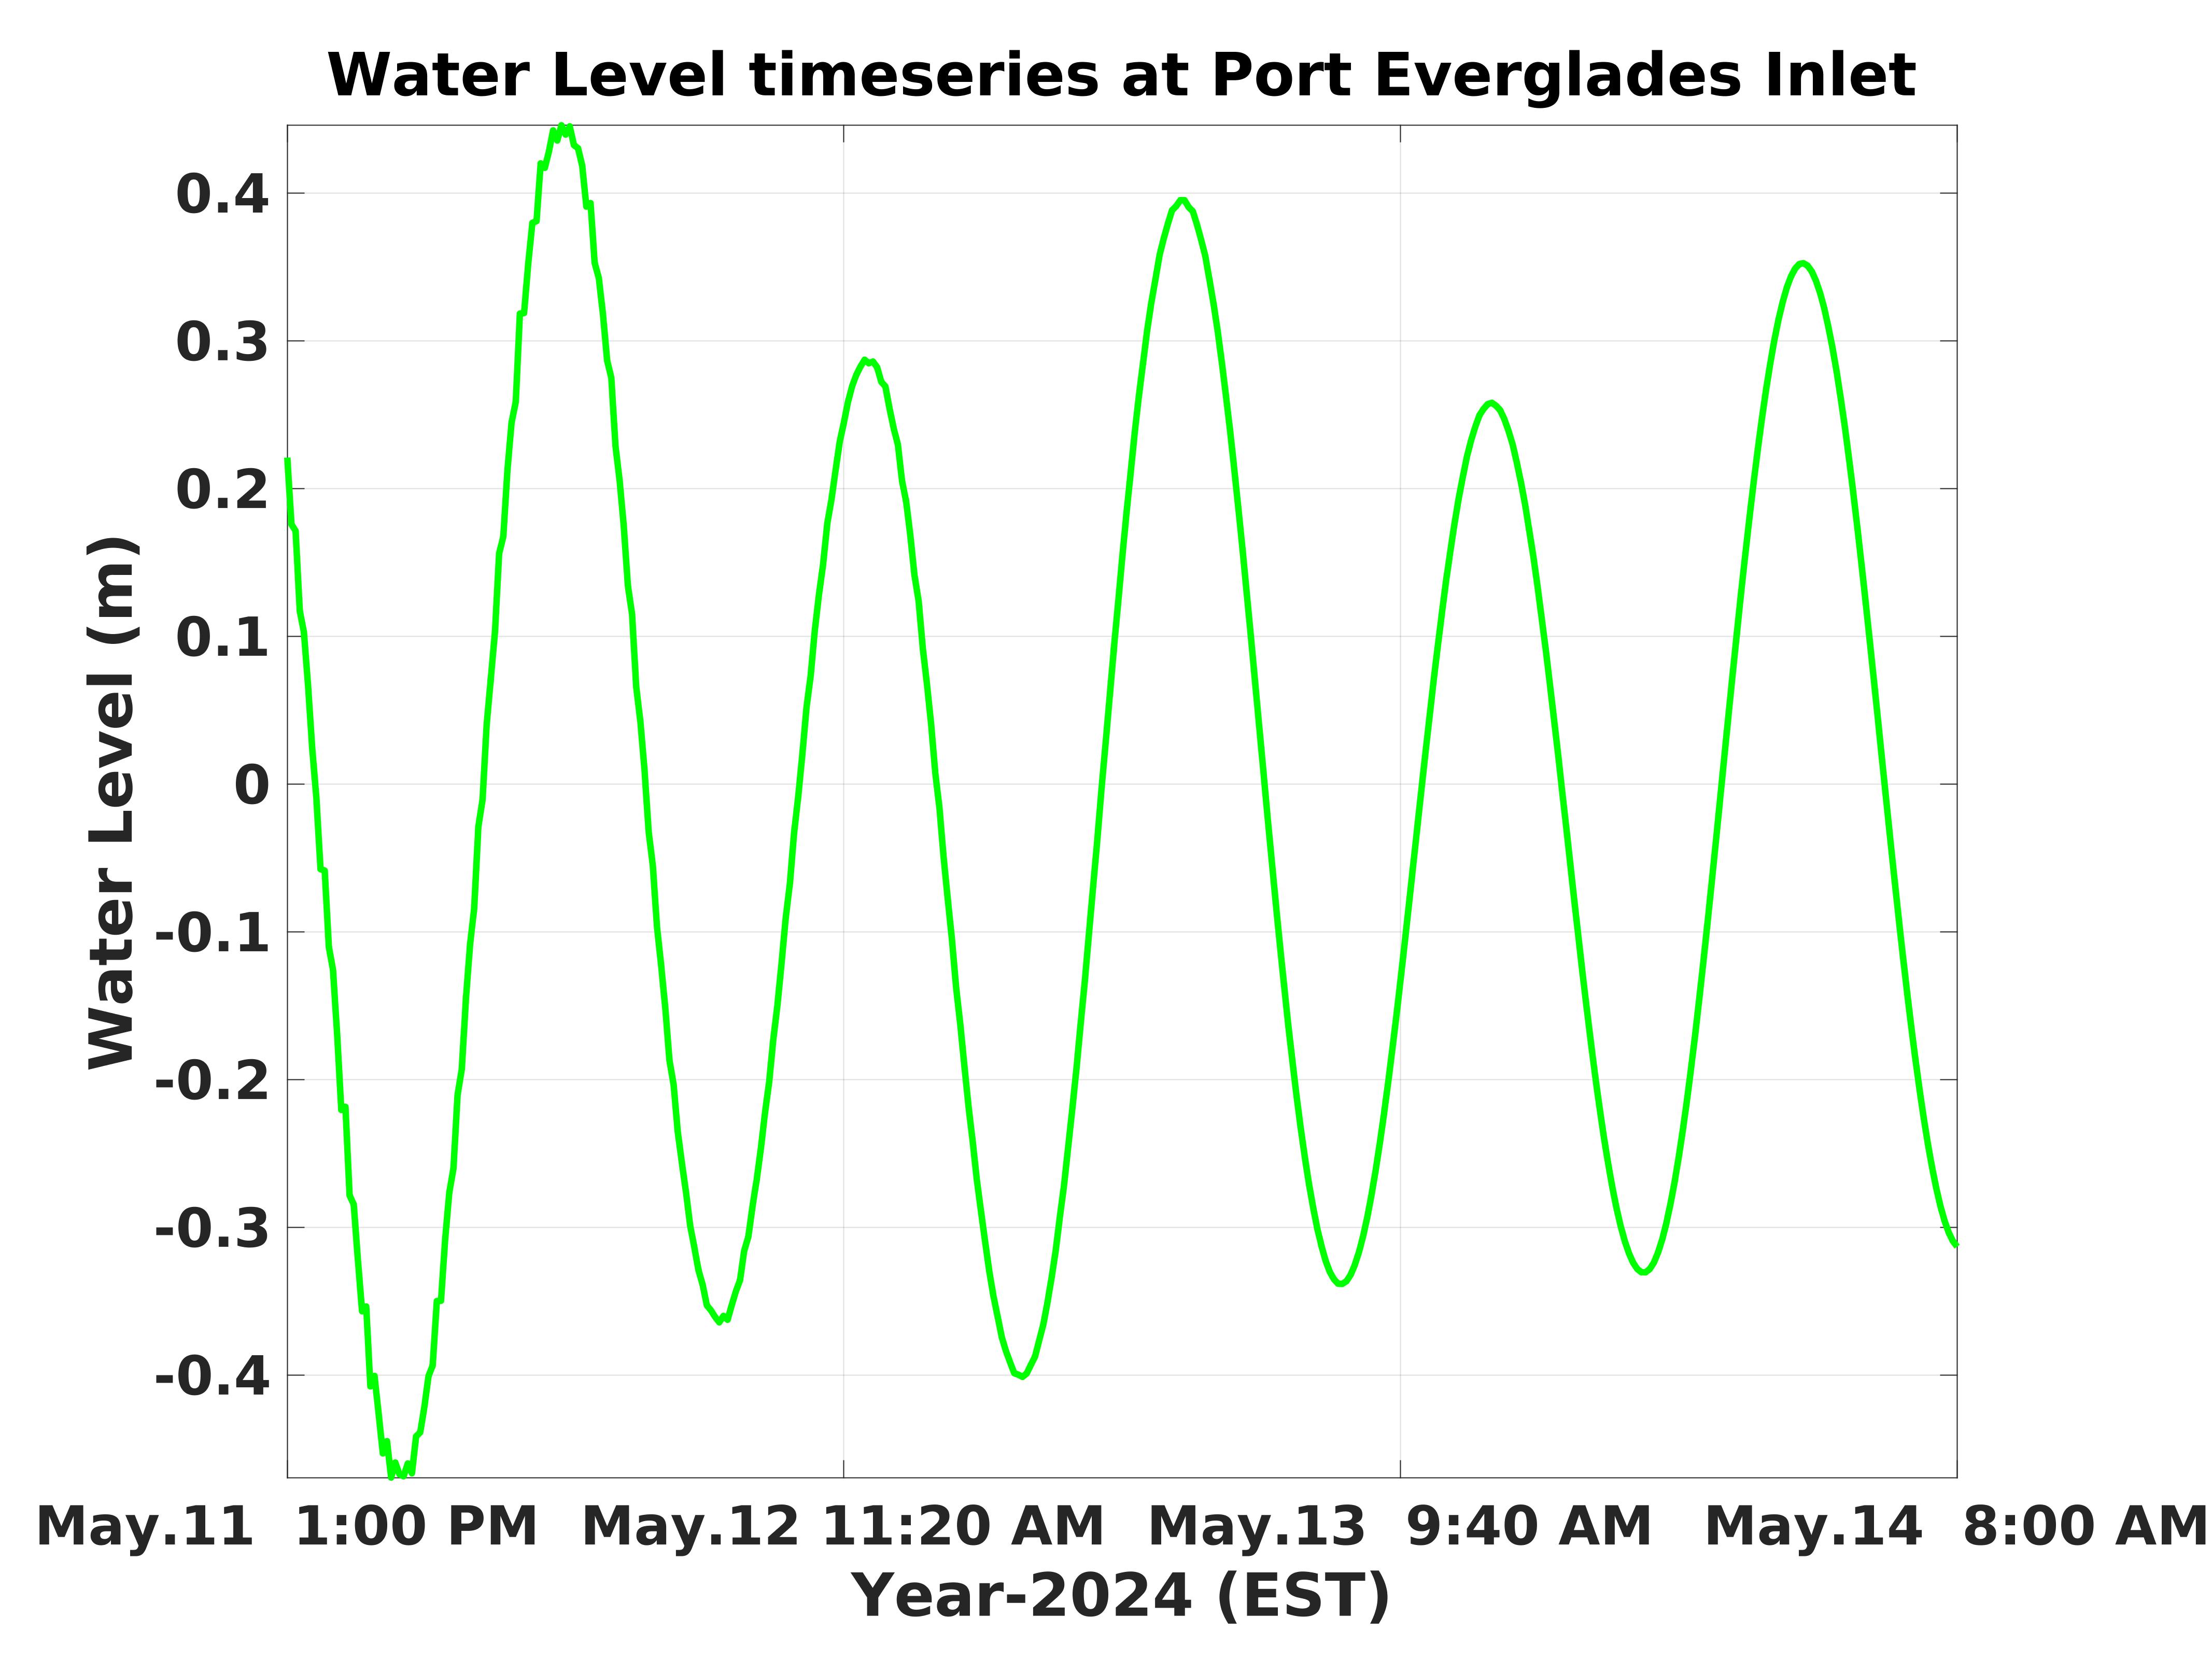 Water Level timeseries at Port Everglades Inlet
0.4
0.3
0.2
0.1
0
-0.1
-0.2
-0.3
-0.4
Water Level (m)
May.11 1:00 PM May.12 11:20 AM May.13 9:40 AM May.14 8:00 AM
Year-2024 (EST)